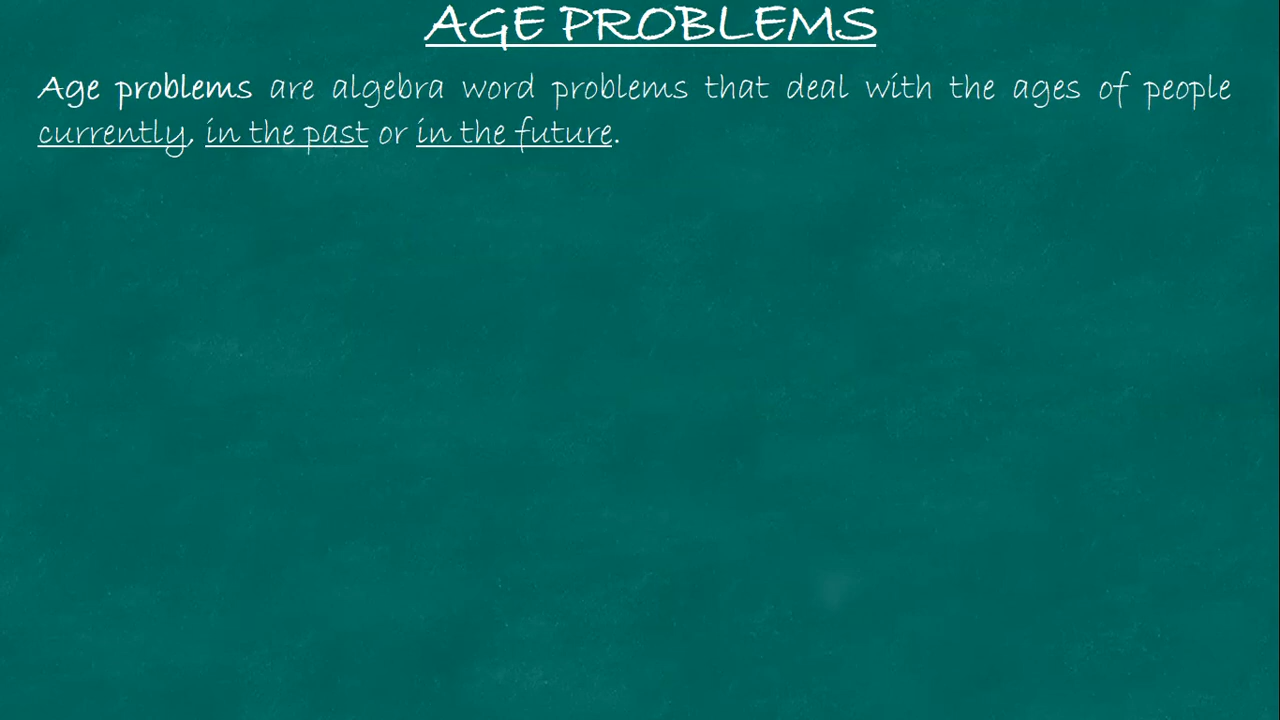 AGE PROBLEMS
Age problems are algebra word problems that deal with the ages of people
currently, in the past or in the future.